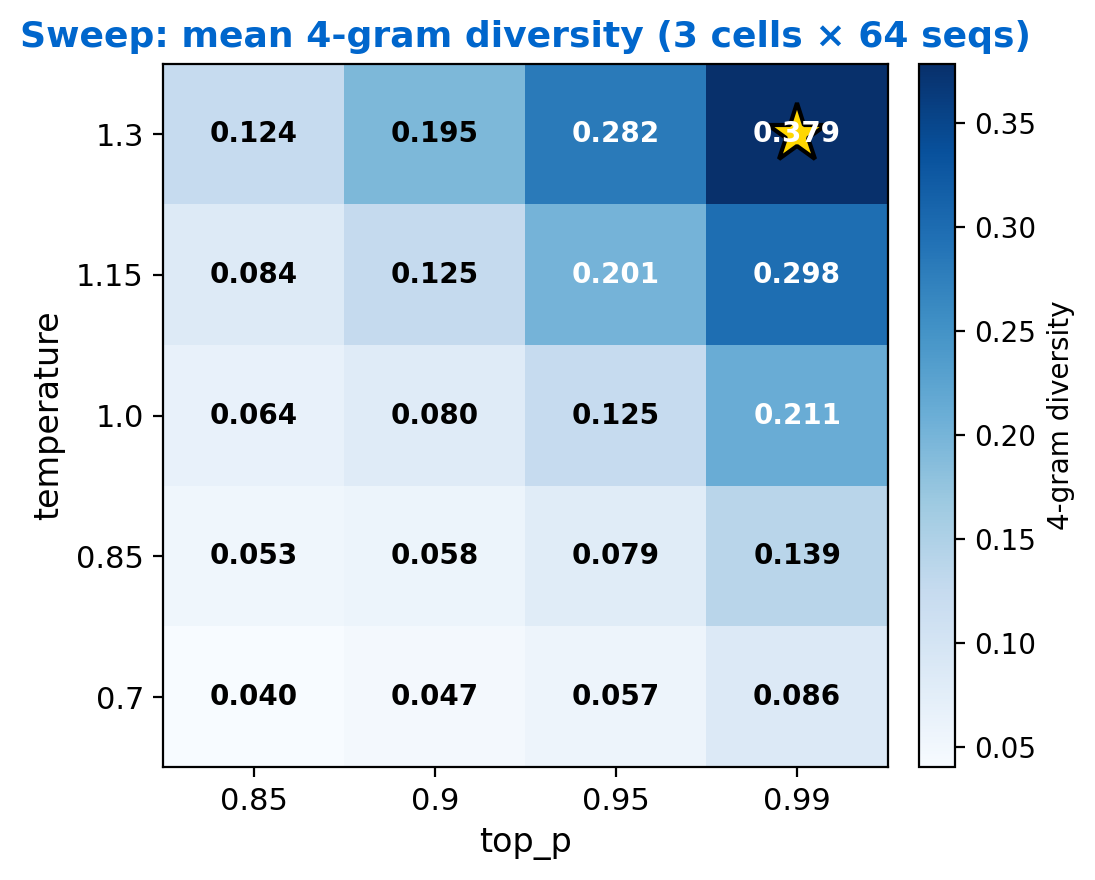 Sweep: mean 4-gram diversity (3 cells × 64 seqs)
1.3 0.124 0.195 0.282 0.379
1.15 0.084 0.125 0.201 0.298
1.0 0.064 0.080 0.125 0.211
0.85 0.053 0.058 0.079 0.139
0.7 0.040 0.047 0.057 0.086
0.85 0.9 0.95 0.99
top_p
temperature
0.35
0.30
0.25
0.20
0.15
0.10
0.05
4-gram diversity